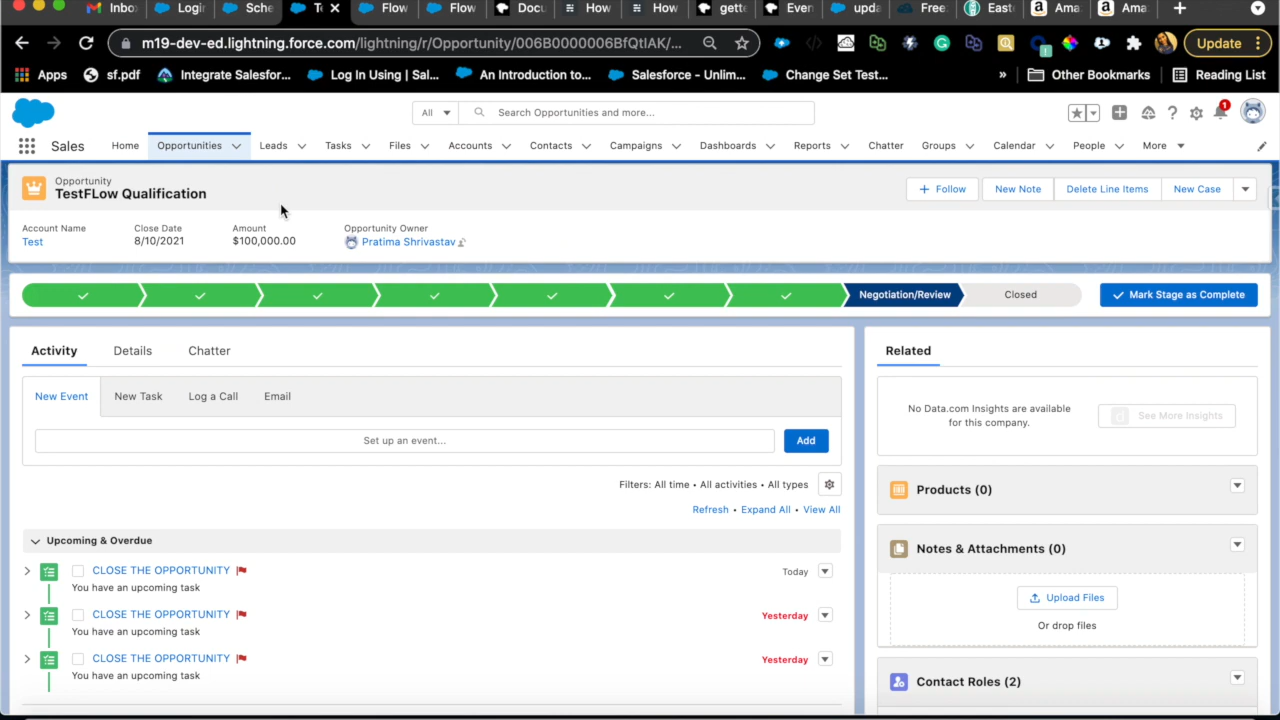 Inbo Login Sche Te Flow Flow Docu How How gette Even upda Free East Ama Ama
m19-dev-ed.lightning.force.com/lightning/r/Opportunity/006B0000006BfQtIAK/... Update
Apps sf.pdf Integrate Salesfor... Log In Using | Sal... An Introduction to... Salesforce - Unlim... Change Set Test... » Other Bookmarks Reading List
All Search Opportunities and more... 1
Sales Home Opportunities Leads Tasks Files Accounts Contacts Campaigns Dashboards Reports Chatter Groups Calendar People More
Opportunity
TestFLow Qualification
+ Follow New Note Delete Line Items New Case
Account Name Close Date Amount Opportunity Owner
Test 8/10/2021 $100,000.00 Pratima Shrivastav
Negotiation/Review Closed Mark Stage as Complete
Activity Details Chatter
New Event New Task Log a Call Email
Set up an event... Add
Filters: All time • All activities • All types
Refresh • Expand All • View All
Upcoming & Overdue
CLOSE THE OPPORTUNITY Today
You have an upcoming task
CLOSE THE OPPORTUNITY Yesterday
You have an upcoming task
CLOSE THE OPPORTUNITY Yesterday
You have an upcoming task
Related
No Data.com Insights are available
for this company.
See More Insights
Products (0)
Notes & Attachments (0)
Upload Files
Or drop files
Contact Roles (2)